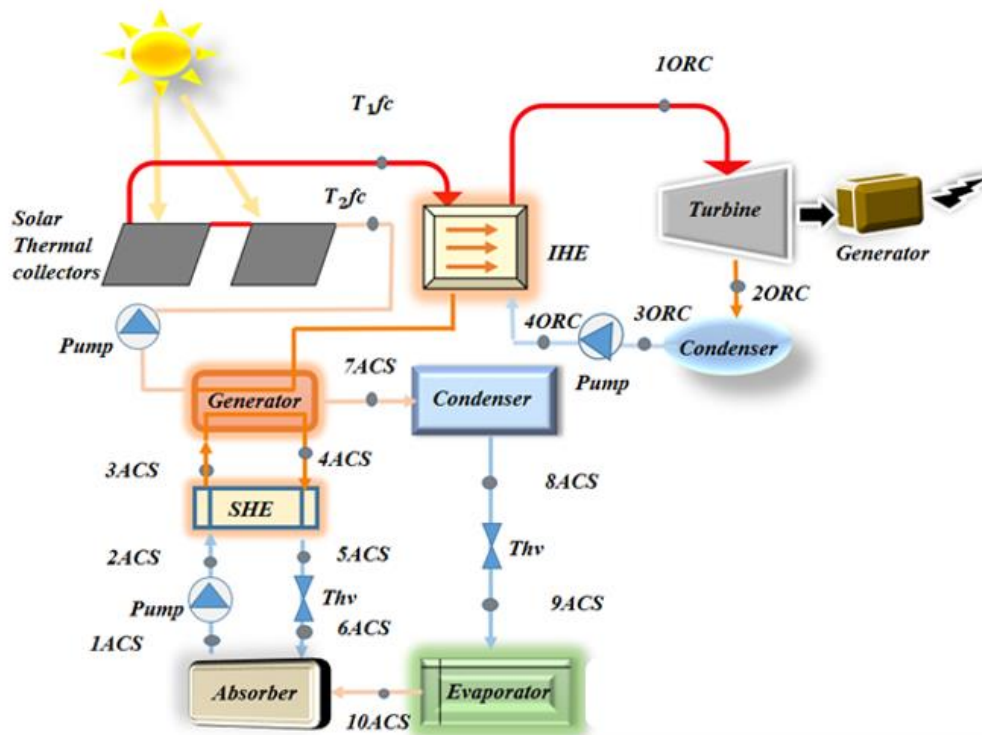 1ORC
T₁fc
T₂fc
Solar
Thermal
collectors
Turbine
Generator
IHE
2ORC
4ORC
3ORC
Condenser
Pump
Pump
7ACS
Generator
Condenser
3ACS
4ACS
8ACS
SHE
2ACS
5ACS
Thv
Pump
Thv
9ACS
1ACS
6ACS
Absorber
Evaporator
10ACS